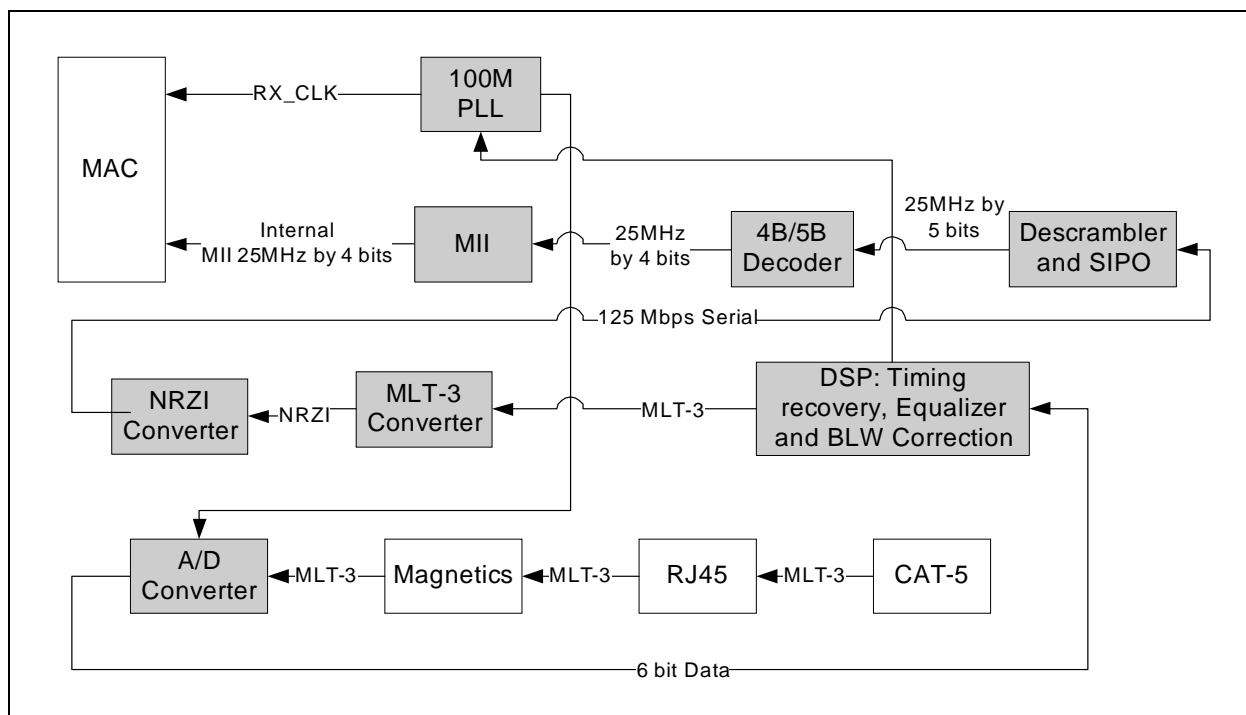 100M
PLL
RX_CLK
MAC
Internal
MII 25MHz by 4 bits
MII
25MHz
by 4 bits
4B/5B
Decoder
25MHz by
5 bits
Descrambler
and SIPO
125 Mbps Serial
NRZI
Converter
NRZI
MLT-3
Converter
MLT-3
DSP: Timing
recovery, Equalizer
and BLW Correction
A/D
Converter
MLT-3
Magnetics
MLT-3
RJ45
MLT-3
CAT-5
6 bit Data